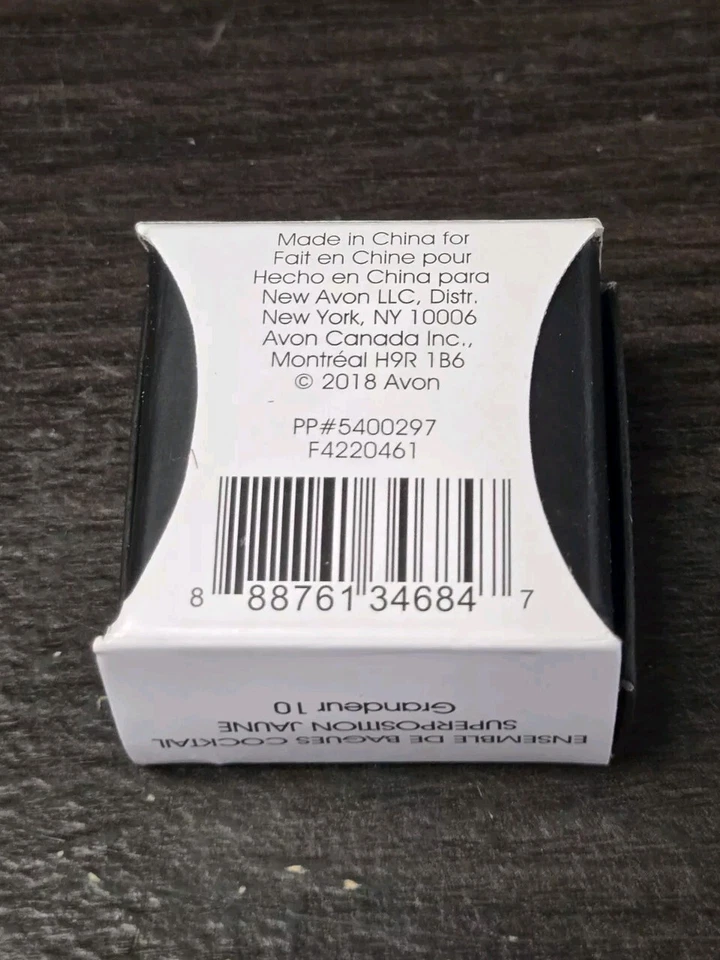 Made in China for
Fait en Chine pour
Hecho en China para
New Avon LLC, Distr.
New York, NY 10006
Avon Canada Inc.,
Montréal H9R 1B6
© 2018 Avon
PP#5400297
F4220461
8 88761 34684 7
ENSEMBLE DE BAGUES COCKTAIL
SUPERPOSITION JAUNE
Grandeur 10